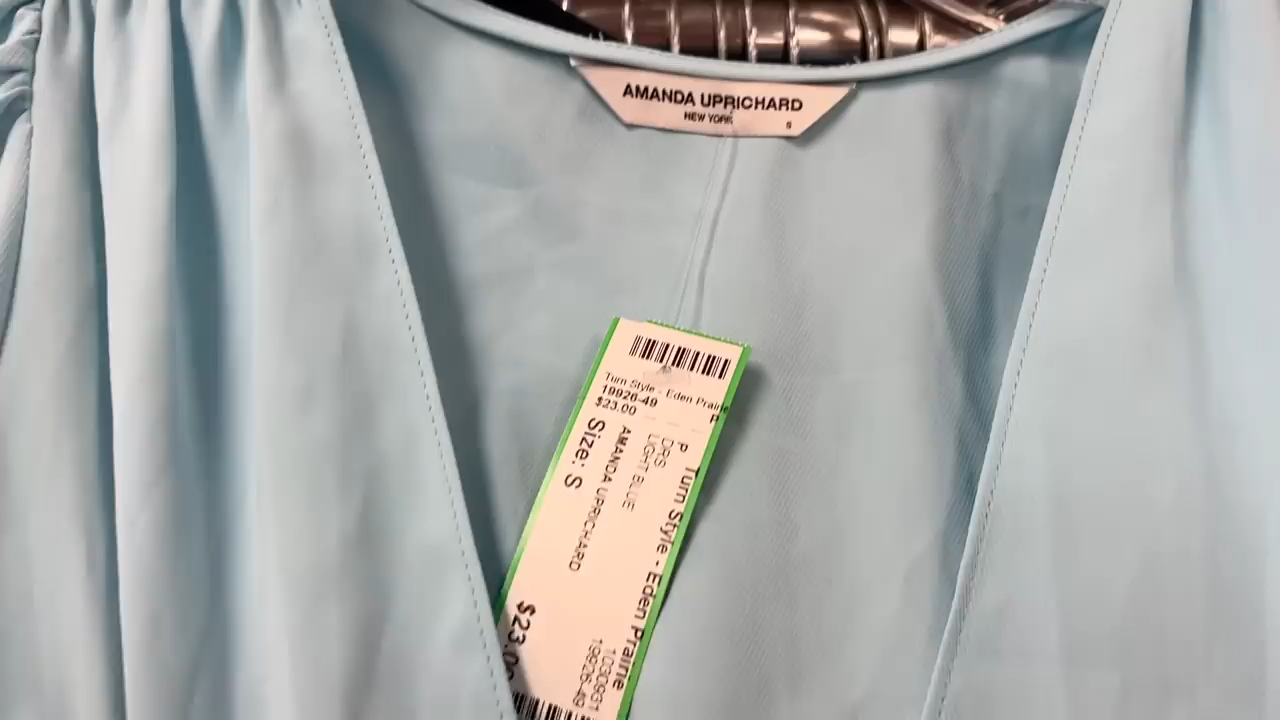 AMANDA UPRICHARD
NEW YORK
S
Turn Style - Eden Prairie
19926-49
$23.00
P
P Turn Style - Eden Prairie
DRS
LIGHT BLUE
AMANDA UPRICHARD
Size: S
1030931
19926-49
$23.00